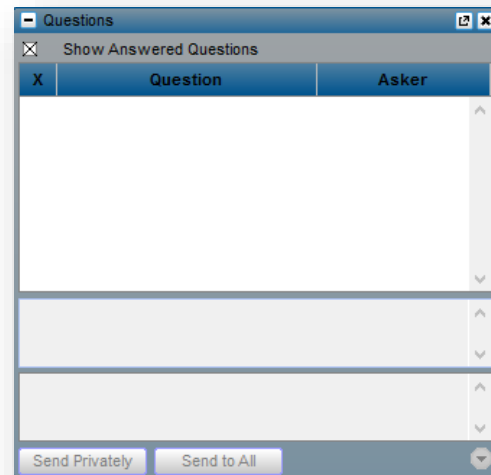 Questions
Show Answered Questions
X Question Asker
Send Privately Send to All